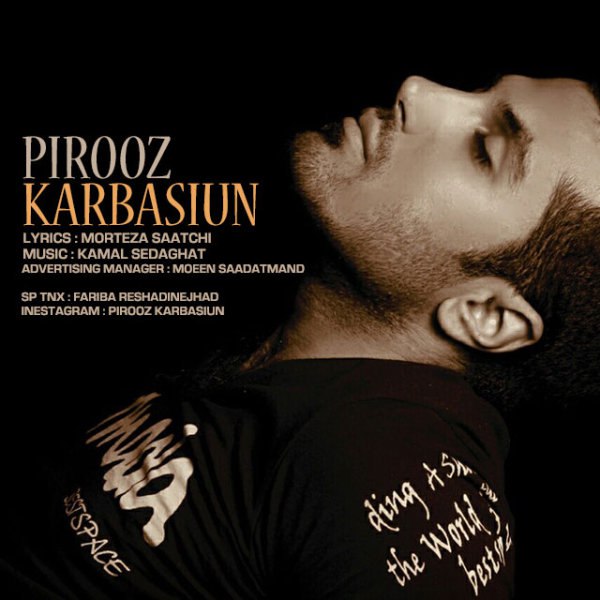 PIROOZ
KARBASIUN
LYRICS : MORTEZA SAATCHI
MUSIC : KAMAL SEDAGHAT
ADVERTISING MANAGER : MOEEN SAADATMAND
SP TNX : FARIBA RESHADINEJHAD
INESTAGRAM : PIROOZ KARBASIUN
ding A
the World